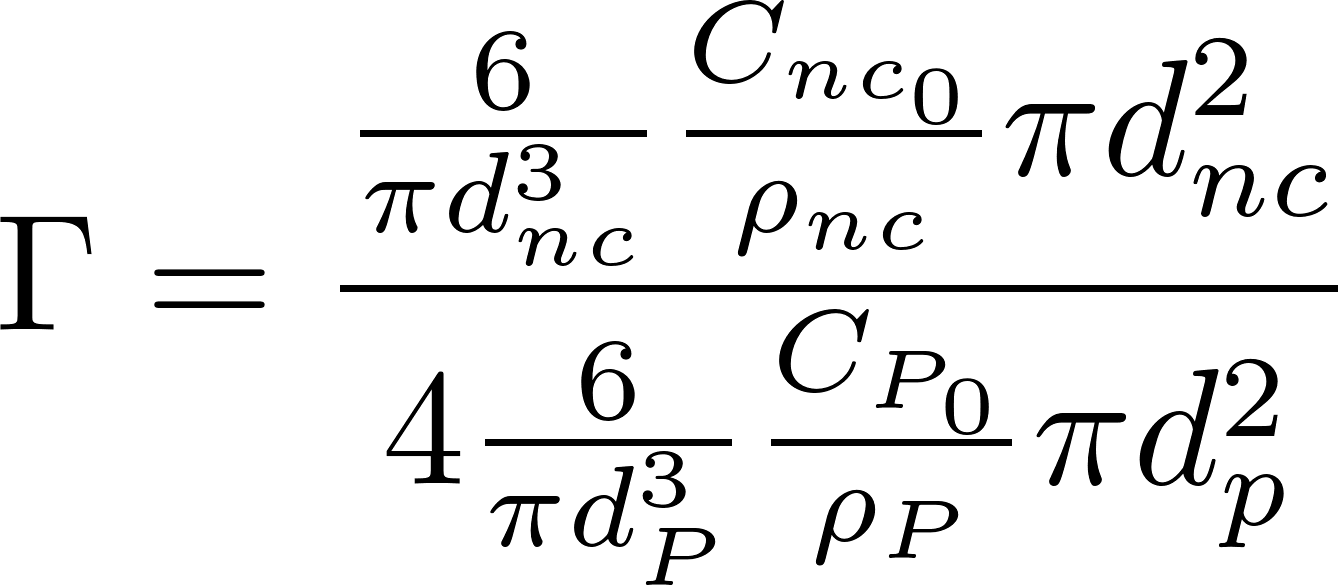 Γ = \frac{\frac{6}{\pi d_{nc}^3} \frac{C_{nc_0}}{\rho_{nc}} \pi d_{nc}^2}{4 \frac{6}{\pi d_P^3} \frac{C_{P_0}}{\rho_P} \pi d_p^2}